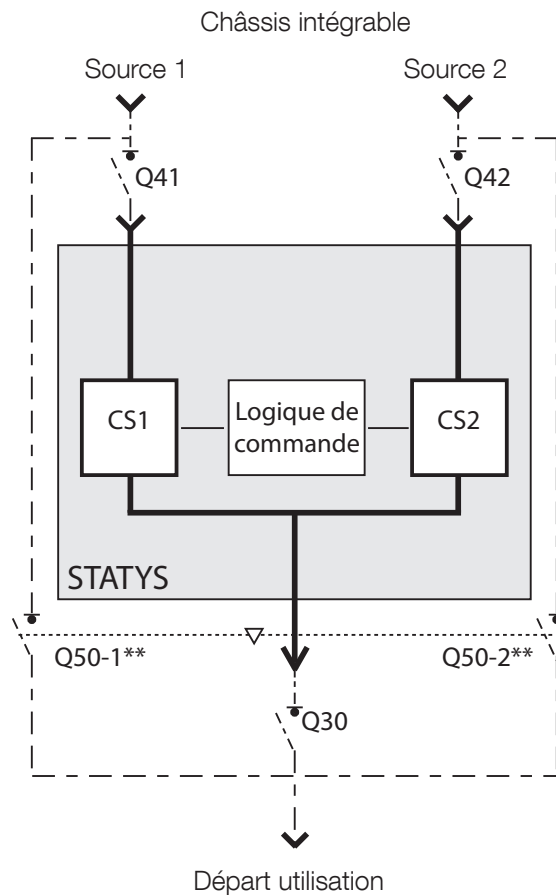 Châssis intégrable
Source 1
Source 2
Q41
Q42
CS1
Logique de
commande
CS2
STATYS
Q50-1**
Q50-2**
Q30
Départ utilisation